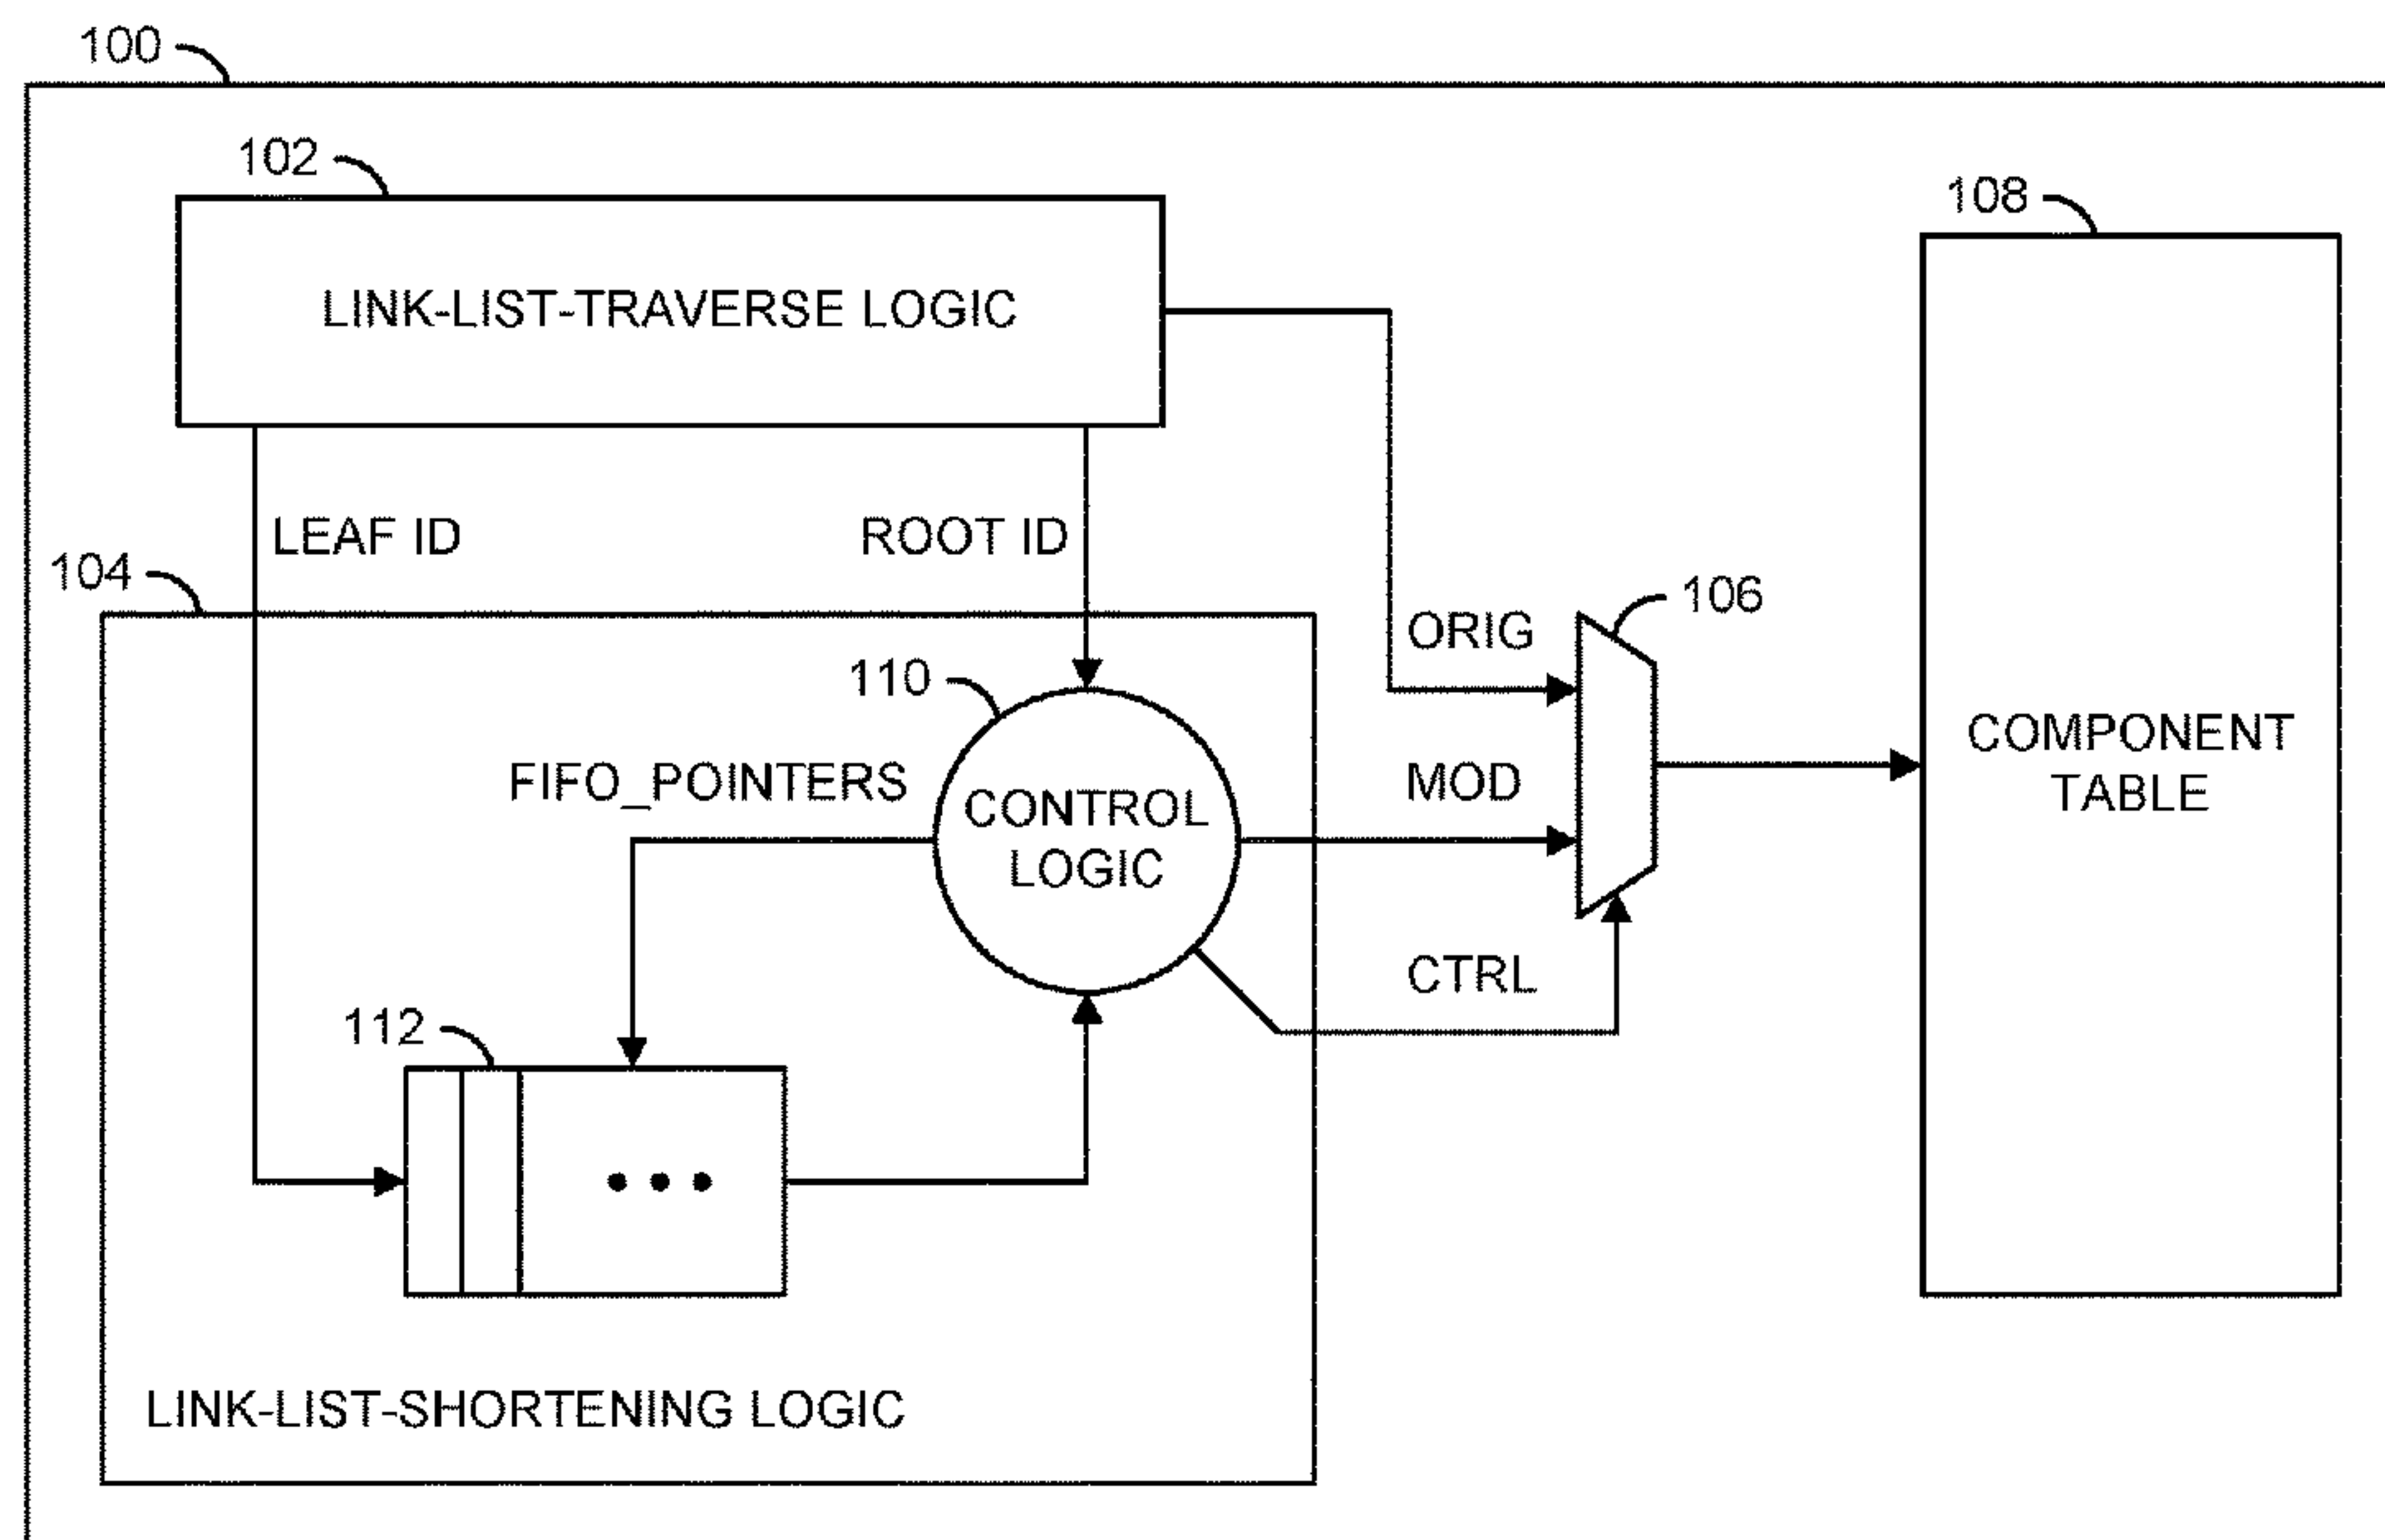 100
102
108
LINK-LIST-TRAVERSE LOGIC
LEAF ID
ROOT ID
104
106
ORIG
110
FIFO_POINTERS
MOD
COMPONENT
TABLE
CONTROL
LOGIC
CTRL
112
LINK-LIST-SHORTENING LOGIC